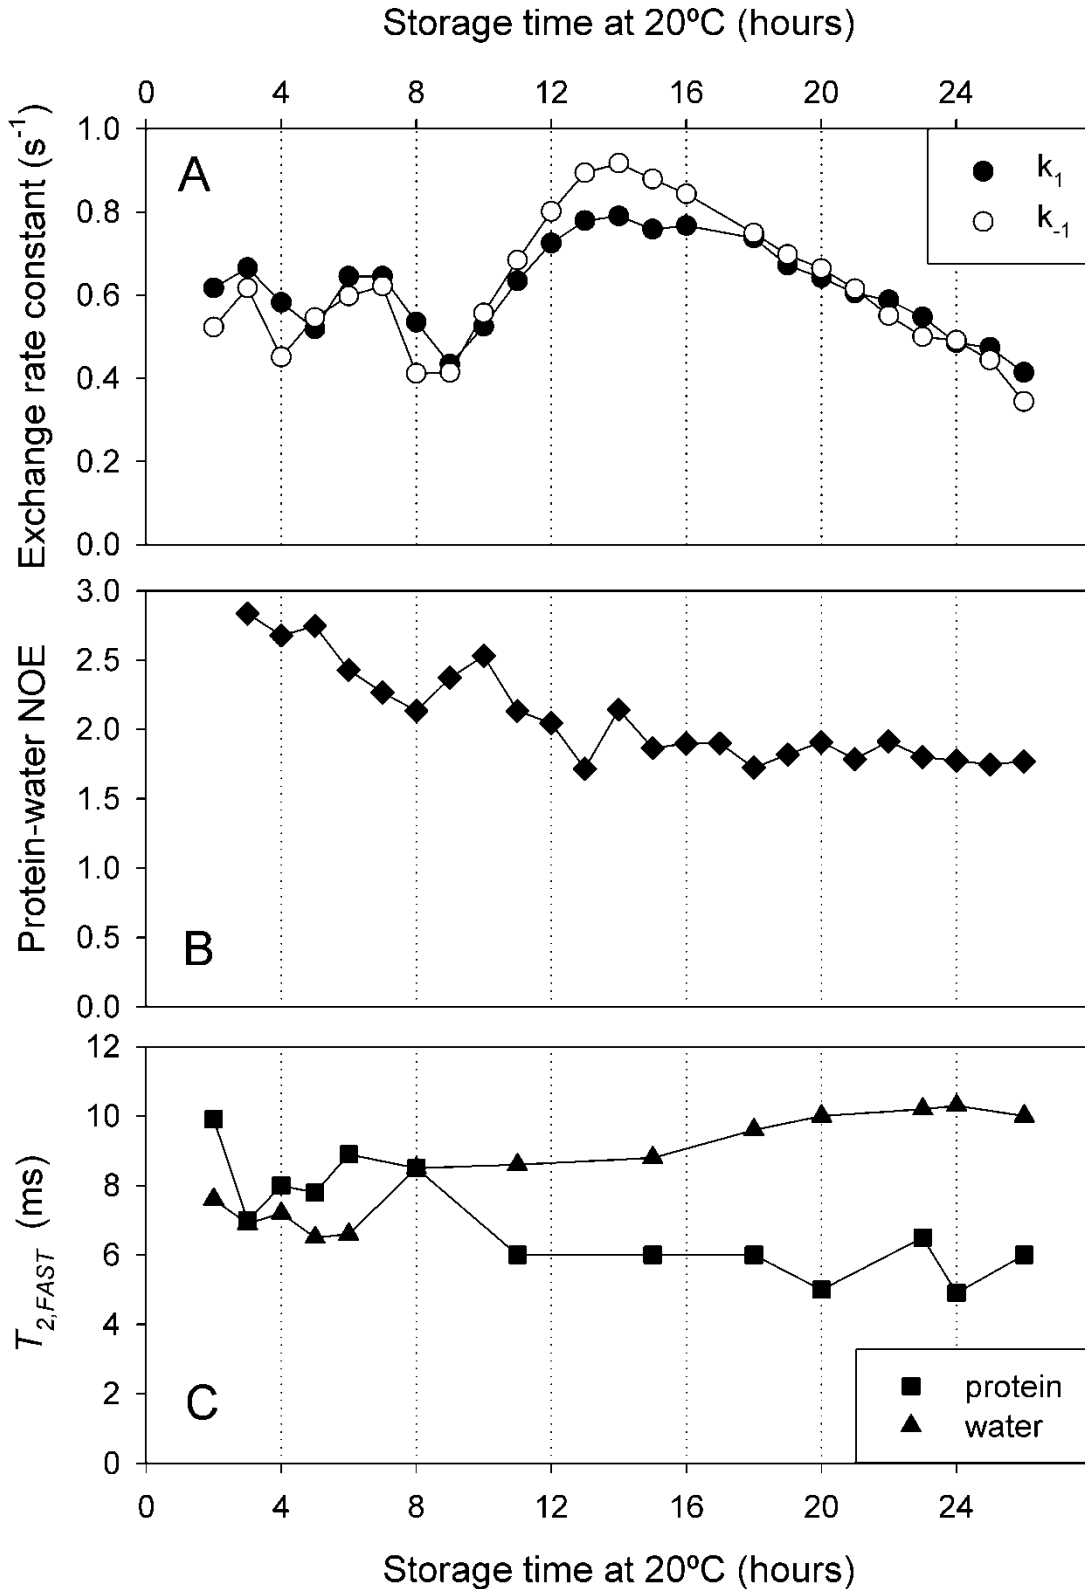 Storage time at 20ºC (hours)
0 4 8 12 16 20 24
Exchange rate constant (s⁻¹)
1.0
0.8
0.6
0.4
0.2
0.0
A
k₁
k₋₁
Protein-water NOE
3.0
2.5
2.0
1.5
1.0
0.5
0.0
B
T₂,FAST (ms)
12
10
8
6
4
2
0
C
protein
water
0 4 8 12 16 20 24
Storage time at 20ºC (hours)